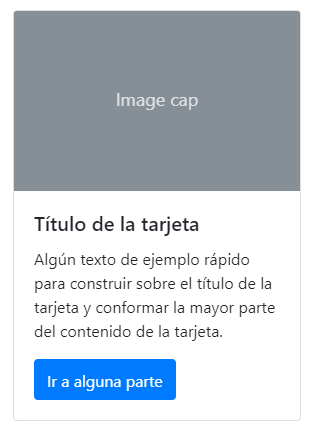 Image cap
Título de la tarjeta
Algún texto de ejemplo rápido
para construir sobre el título de la
tarjeta y conformar la mayor parte
del contenido de la tarjeta.
Ir a alguna parte